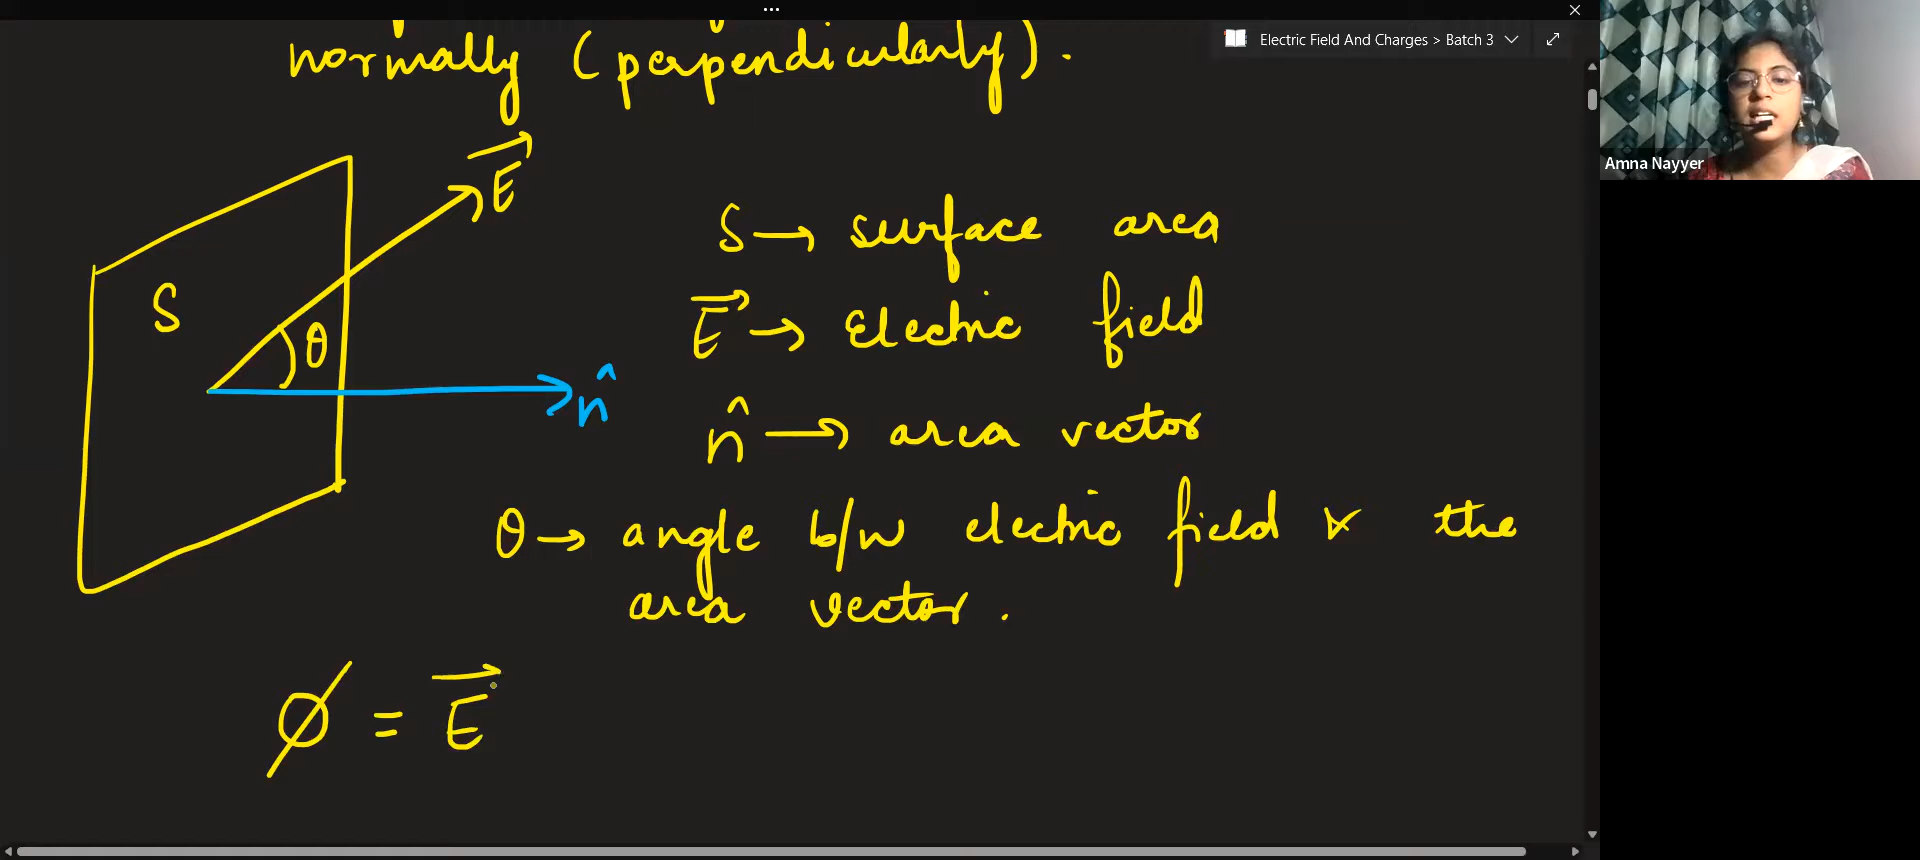 Electric Field And Charges > Batch 3
normally (perpendicularly).
Amna Nayyer
E
S → surface area
S
θ
E → Electric field
n̂
n̂ → area vector
θ → angle b/w electric field & the
area vector.
ϕ = E